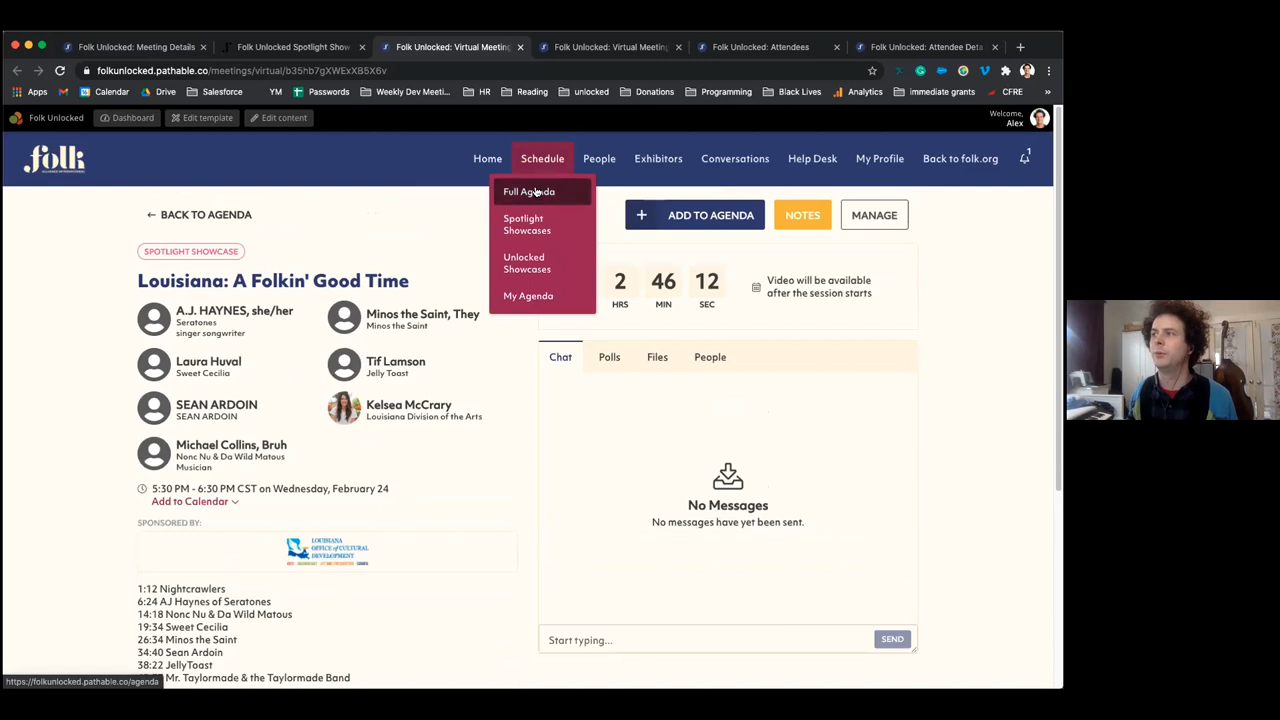 Folk Unlocked: Meeting Details
Folk Unlocked Spotlight Showc
Folk Unlocked: Virtual Meeting
Folk Unlocked: Virtual Meeting
Folk Unlocked: Attendees
Folk Unlocked: Attendee Deta
folkunlocked.pathable.co/meetings/virtual/b35hb7gXWExXB5X6v
Apps
Calendar
Drive
Salesforce
YM
Passwords
Weekly Dev Meeti...
HR
Reading
unlocked
Donations
Programming
Black Lives
Analytics
immediate grants
CFRE
Folk Unlocked
Dashboard
Edit template
Edit content
Welcome,
Alex
folk
ALLIANCE INTERNATIONAL
Home
Schedule
People
Exhibitors
Conversations
Help Desk
My Profile
Back to folk.org
1
Full Agenda
Spotlight
Showcases
Unlocked
Showcases
My Agenda
BACK TO AGENDA
ADD TO AGENDA
NOTES
MANAGE
SPOTLIGHT SHOWCASE
Louisiana: A Folkin' Good Time
A.J. HAYNES, she/her
Seratones
singer songwriter
Minos the Saint, They
Minos the Saint
Laura Huval
Sweet Cecilia
Tif Lamson
Jelly Toast
SEAN ARDOIN
SEAN ARDOIN
Kelsea McCrary
Louisiana Division of the Arts
Michael Collins, Bruh
Nonc Nu & Da Wild Matous
Musician
5:30 PM - 6:30 PM CST on Wednesday, February 24
Add to Calendar
SPONSORED BY:
LOUISIANA
OFFICE of CULTURAL
DEVELOPMENT
1:12 Nightcrawlers
6:24 AJ Haynes of Seratones
14:18 Nonc Nu & Da Wild Matous
19:34 Sweet Cecilia
26:34 Minos the Saint
34:40 Sean Ardoin
38:22 JellyToast
Mr. Taylormade & the Taylormade Band
2
46
12
HRS
MIN
SEC
Video will be available
after the session starts
Chat
Polls
Files
People
No Messages
No messages have yet been sent.
Start typing...
SEND
https://folkunlocked.pathable.co/agenda